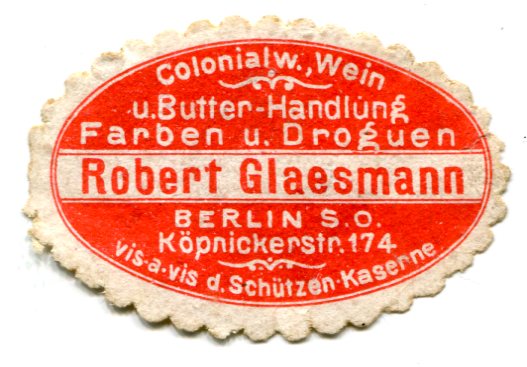 Colonialw., Wein
u. Butter-Handlung
Farben u. Droguen
Robert Glaesmann
BERLIN S.O.
Köpnickerstr. 174
vis-a-vis d. Schützen-Kaserne